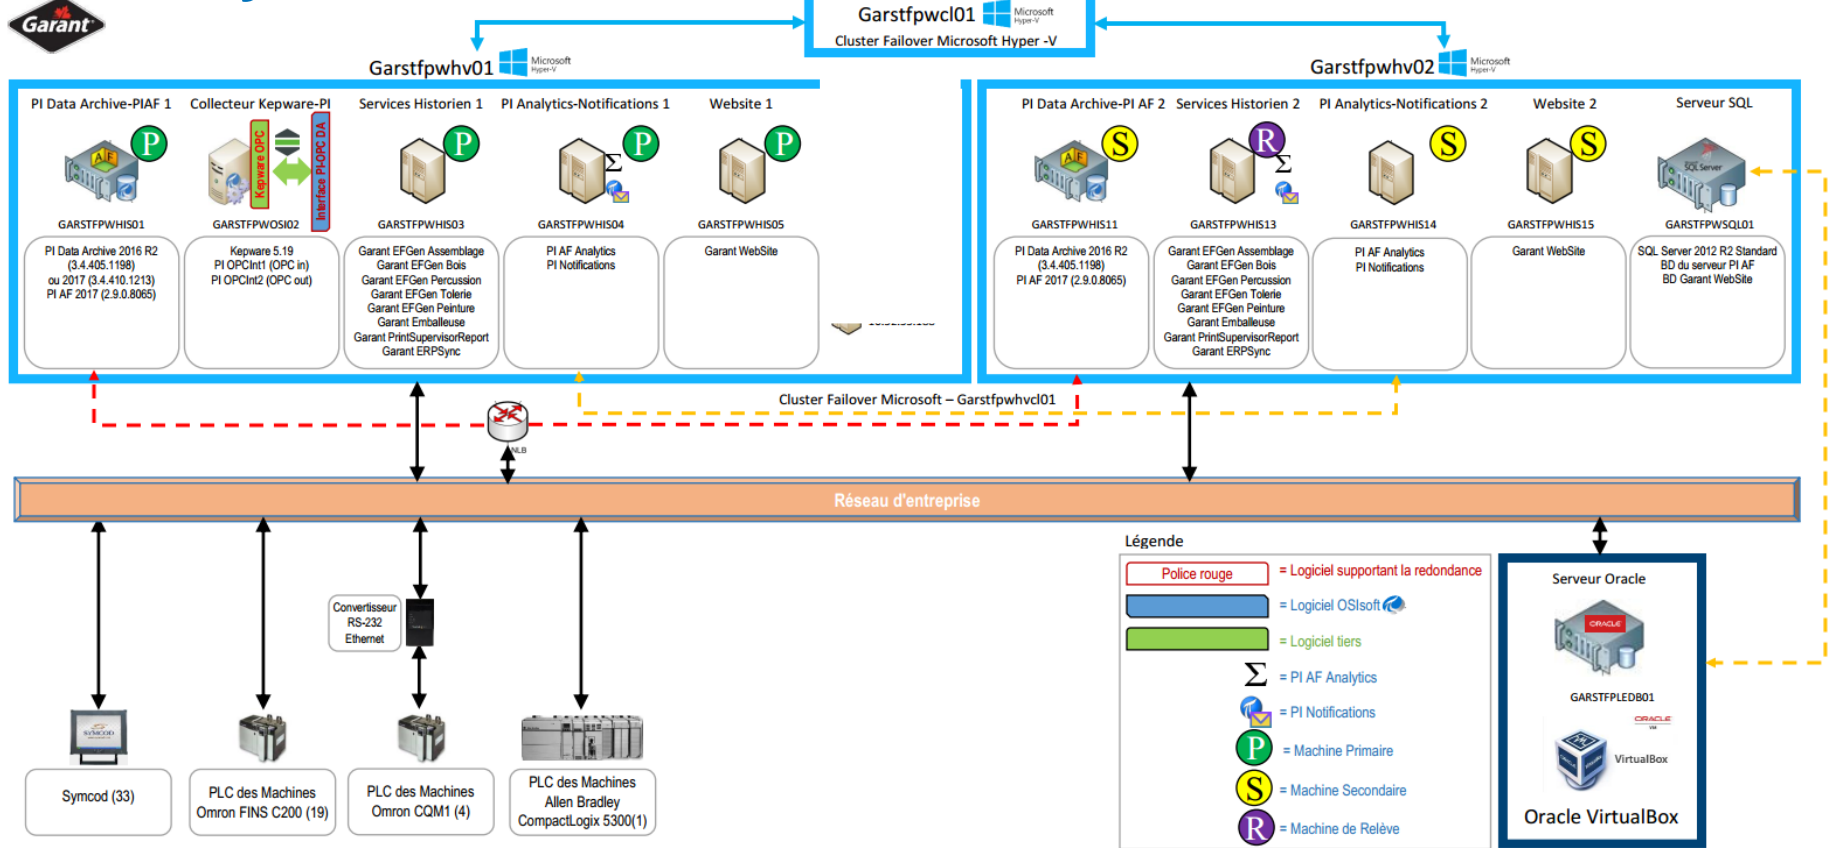 Garant
Garstfpwcl01
Microsoft
Hyper-V
Cluster Failover Microsoft Hyper -V
Garstfpwhv01
Microsoft
Hyper-V
Garstfpwhv02
Microsoft
Hyper-V
PI Data Archive-PIAF 1
AF
P
GARSTFPWHIS01
PI Data Archive 2016 R2
(3.4.405.1198)
ou 2017 (3.4.410.1213)
PI AF 2017 (2.9.0.8065)
Collecteur Kepware-PI
Kepware OPC
Interface PI-OPC DA
GARSTFPWOSI02
Kepware 5.19
PI OPCInt1 (OPC in)
PI OPCInt2 (OPC out)
Services Historien 1
P
GARSTFPWHIS03
Garant EFGen Assemblage
Garant EFGen Bois
Garant EFGen Percussion
Garant EFGen Tolerie
Garant EFGen Peinture
Garant Emballeuse
Garant PrintSupervisorReport
Garant ERPSync
PI Analytics-Notifications 1
P
Σ
GARSTFPWHIS04
PI AF Analytics
PI Notifications
Website 1
P
GARSTFPWHIS05
Garant WebSite
PI Data Archive-PI AF 2
AF
S
GARSTFPWHIS11
PI Data Archive 2016 R2
(3.4.405.1198)
PI AF 2017 (2.9.0.8065)
Services Historien 2
R
Σ
GARSTFPWHIS13
Garant EFGen Assemblage
Garant EFGen Bois
Garant EFGen Percussion
Garant EFGen Tolerie
Garant EFGen Peinture
Garant Emballeuse
Garant PrintSupervisorReport
Garant ERPSync
PI Analytics-Notifications 2
S
GARSTFPWHIS14
PI AF Analytics
PI Notifications
Website 2
S
GARSTFPWHIS15
Garant WebSite
Serveur SQL
SQL Server
GARSTFPWSQL01
SQL Server 2012 R2 Standard
BD du serveur PI AF
BD Garant WebSite
Cluster Failover Microsoft – Garstfpwhvcl01
NLB
Réseau d'entreprise
Convertisseur
RS-232
Ethernet
SYMCOD
Symcod (33)
PLC des Machines
Omron FINS C200 (19)
PLC des Machines
Omron CQM1 (4)
PLC des Machines
Allen Bradley
CompactLogix 5300(1)
Légende
Police rouge
= Logiciel supportant la redondance
= Logiciel OSIsoft
= Logiciel tiers
Σ = PI AF Analytics
= PI Notifications
P = Machine Primaire
S = Machine Secondaire
R = Machine de Relève
Serveur Oracle
ORACLE
GARSTFPLEDB01
ORACLE
VirtualBox
Oracle VirtualBox